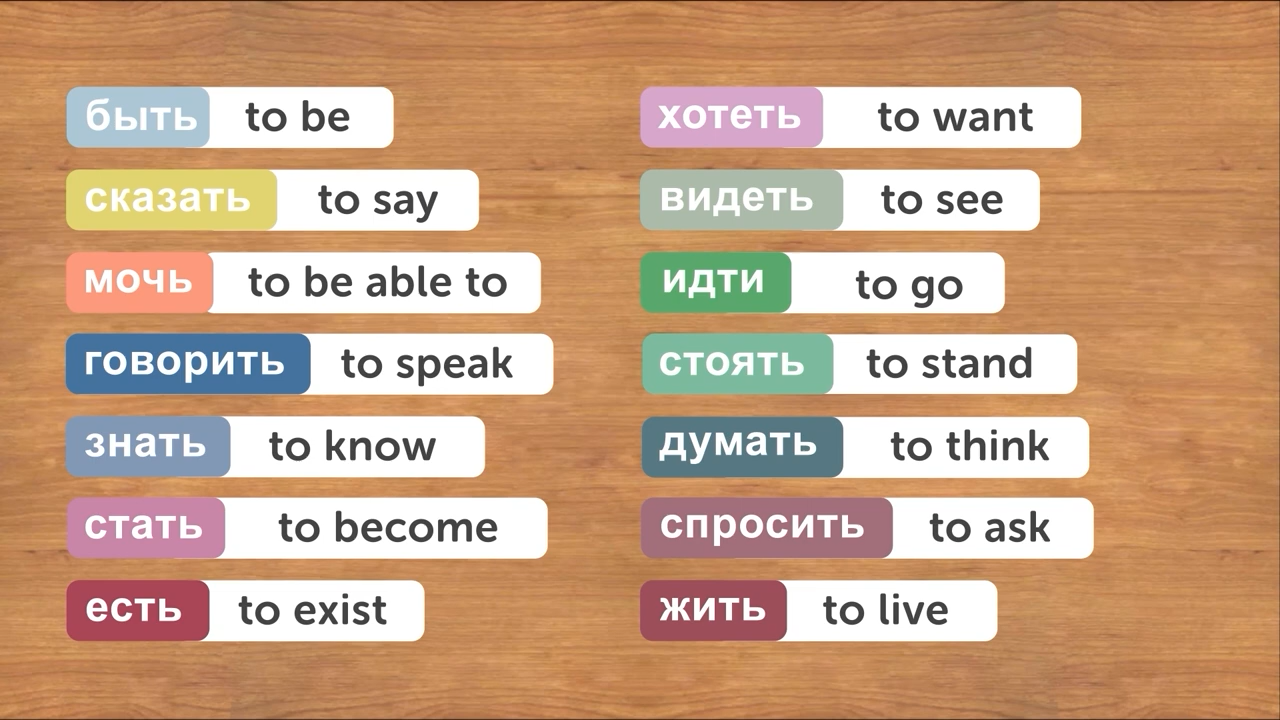 быть to be
сказать to say
мочь to be able to
говорить to speak
знать to know
стать to become
есть to exist
хотеть to want
видеть to see
идти to go
стоять to stand
думать to think
спросить to ask
жить to live